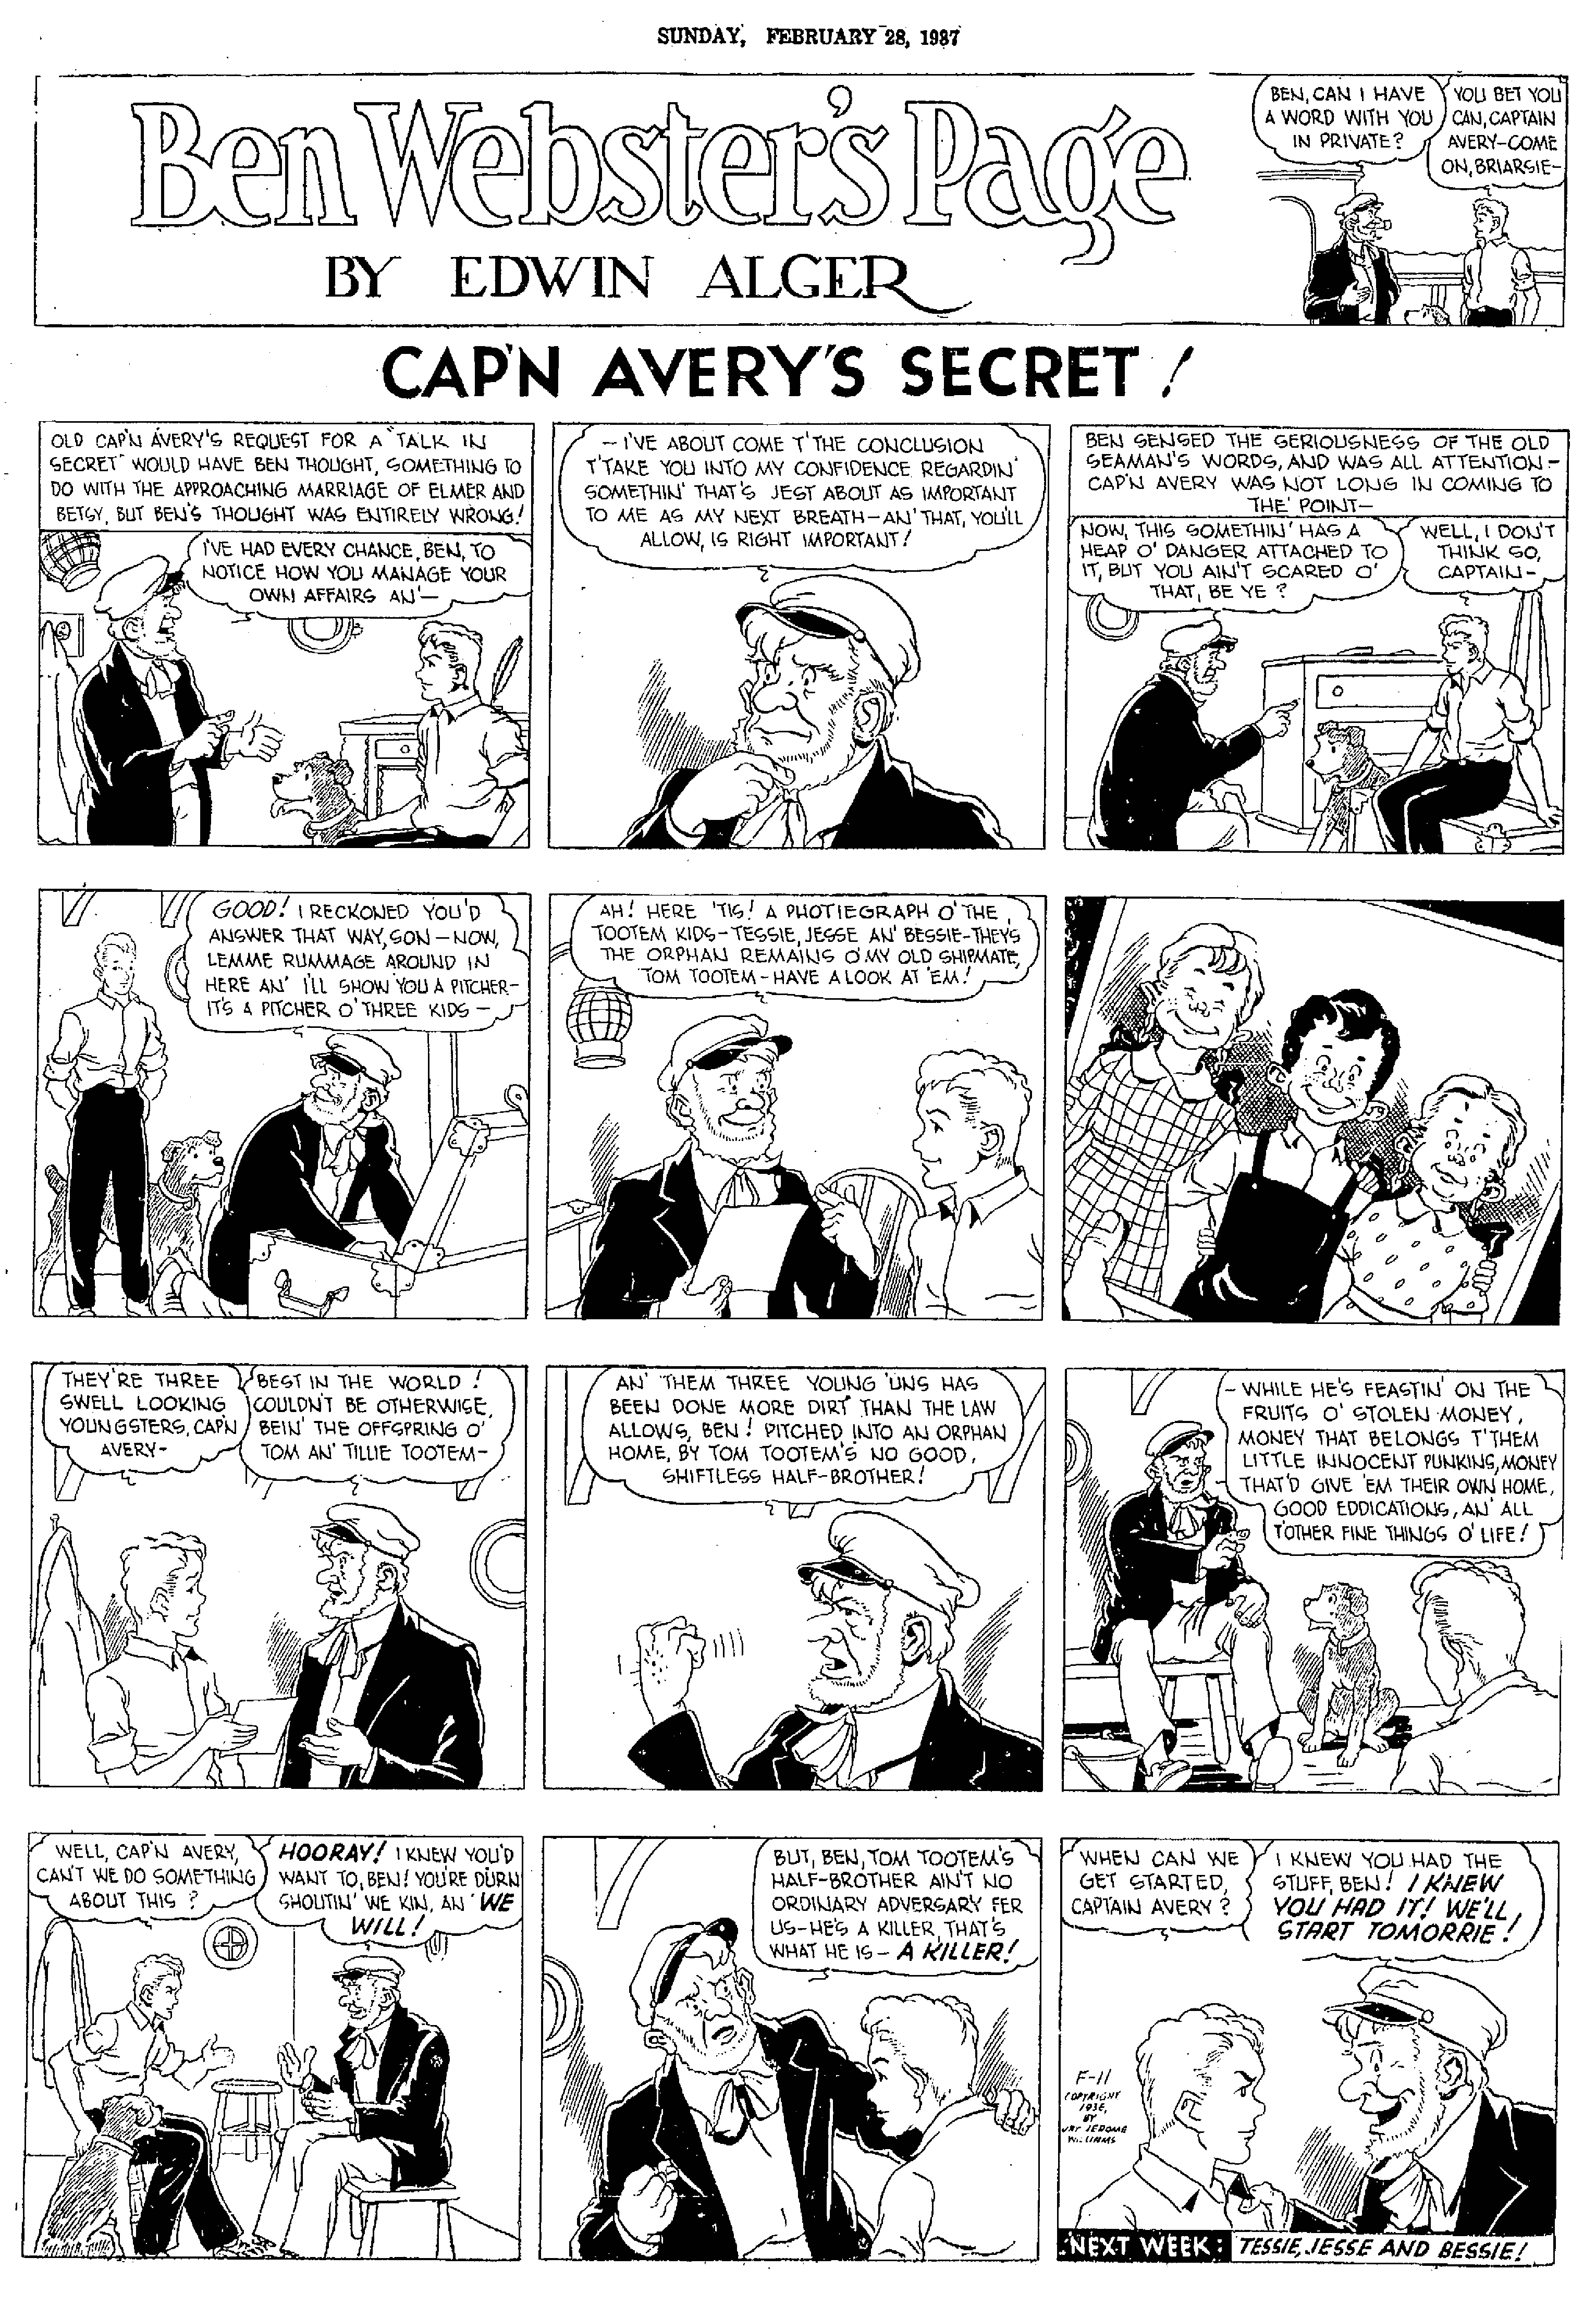 SUNDAY, FEBRUARY 28, 1937
Ben Webster's Page
BY EDWIN ALGER
BEN, CAN I HAVE
A WORD WITH YOU
IN PRIVATE?
YOU BET YOU
CAN, CAPTAIN
AVERY-COME
ON, BRIARSIE-
CAP'N AVERY'S SECRET!
OLD CAP'N AVERY'S REQUEST FOR A "TALK IN
SECRET" WOULD HAVE BEN THOUGHT, SOMETHING TO
DO WITH THE APPROACHING MARRIAGE OF ELMER AND
BETSY, BUT BEN'S THOUGHT WAS ENTIRELY WRONG!
I'VE HAD EVERY CHANCE, BEN, TO
NOTICE HOW YOU MANAGE YOUR
OWN AFFAIRS AN'—
— I'VE ABOUT COME T'THE CONCLUSION
T'TAKE YOU INTO MY CONFIDENCE REGARDIN'
SOMETHIN' THAT'S JEST ABOUT AS IMPORTANT
TO ME AS MY NEXT BREATH—AN' THAT, YOU'LL
ALLOW, IS RIGHT IMPORTANT!
BEN SENSED THE SERIOUSNESS OF THE OLD
SEAMAN'S WORDS, AND WAS ALL ATTENTION—
CAP'N AVERY WAS NOT LONG IN COMING TO
THE POINT—
NOW, THIS SOMETHIN' HAS A
HEAP O' DANGER ATTACHED TO
IT, BUT YOU AIN'T SCARED O'
THAT, BE YE?
WELL, I DON'T
THINK SO,
CAPTAIN—
GOOD! I RECKONED YOU'D
ANSWER THAT WAY, SON—NOW,
LEMME RUMMAGE AROUND IN
HERE AN' I'LL SHOW YOU A PITCHER—
IT'S A PITCHER O' THREE KIDS—
AH! HERE 'TIS! A PHOTIEGRAPH O' THE
TOOTEM KIDS—TESSIE, JESSE AN' BESSIE—THEY'S
THE ORPHAN REMAINS O' MY OLD SHIPMATE,
TOM TOOTEM—HAVE A LOOK AT 'EM!
THEY'RE THREE
SWELL LOOKING
YOUNGSTERS, CAP'N
AVERY—
BEST IN THE WORLD!
COULDN'T BE OTHERWISE,
BEIN' THE OFFSPRING O'
TOM AN' TILLIE TOOTEM—
AN' THEM THREE YOUNG 'UNS HAS
BEEN DONE MORE DIRT THAN THE LAW
ALLOWS, BEN! PITCHED INTO AN ORPHAN
HOME, BY TOM TOOTEM'S NO GOOD,
SHIFTLESS HALF-BROTHER!
— WHILE HE'S FEASTIN' ON THE
FRUITS O' STOLEN MONEY,
MONEY THAT BELONGS T'THEM
LITTLE INNOCENT PUNKINS, MONEY
THAT'D GIVE 'EM THEIR OWN HOME,
GOOD EDDICATIONS, AN' ALL
T'OTHER FINE THINGS O' LIFE!
WELL, CAP'N AVERY,
CAN'T WE DO SOMETHING
ABOUT THIS?
HOORAY! I KNEW YOU'D
WANT TO, BEN! YOU'RE DURN
SHOUTIN' WE KIN, AN' WE
WILL!
BUT, BEN, TOM TOOTEM'S
HALF-BROTHER AIN'T NO
ORDINARY ADVERSARY FER
US—HE'S A KILLER, THAT'S
WHAT HE IS— A KILLER!
WHEN CAN WE
GET STARTED,
CAPTAIN AVERY?
I KNEW YOU HAD THE
STUFF, BEN! I KNEW
YOU HAD IT! WE'LL
START TOMORRIE!
F-11
COPYRIGHT
1936,
BY
JAY JEROME
WILLIAMS
NEXT WEEK: TESSIE, JESSE AND BESSIE!